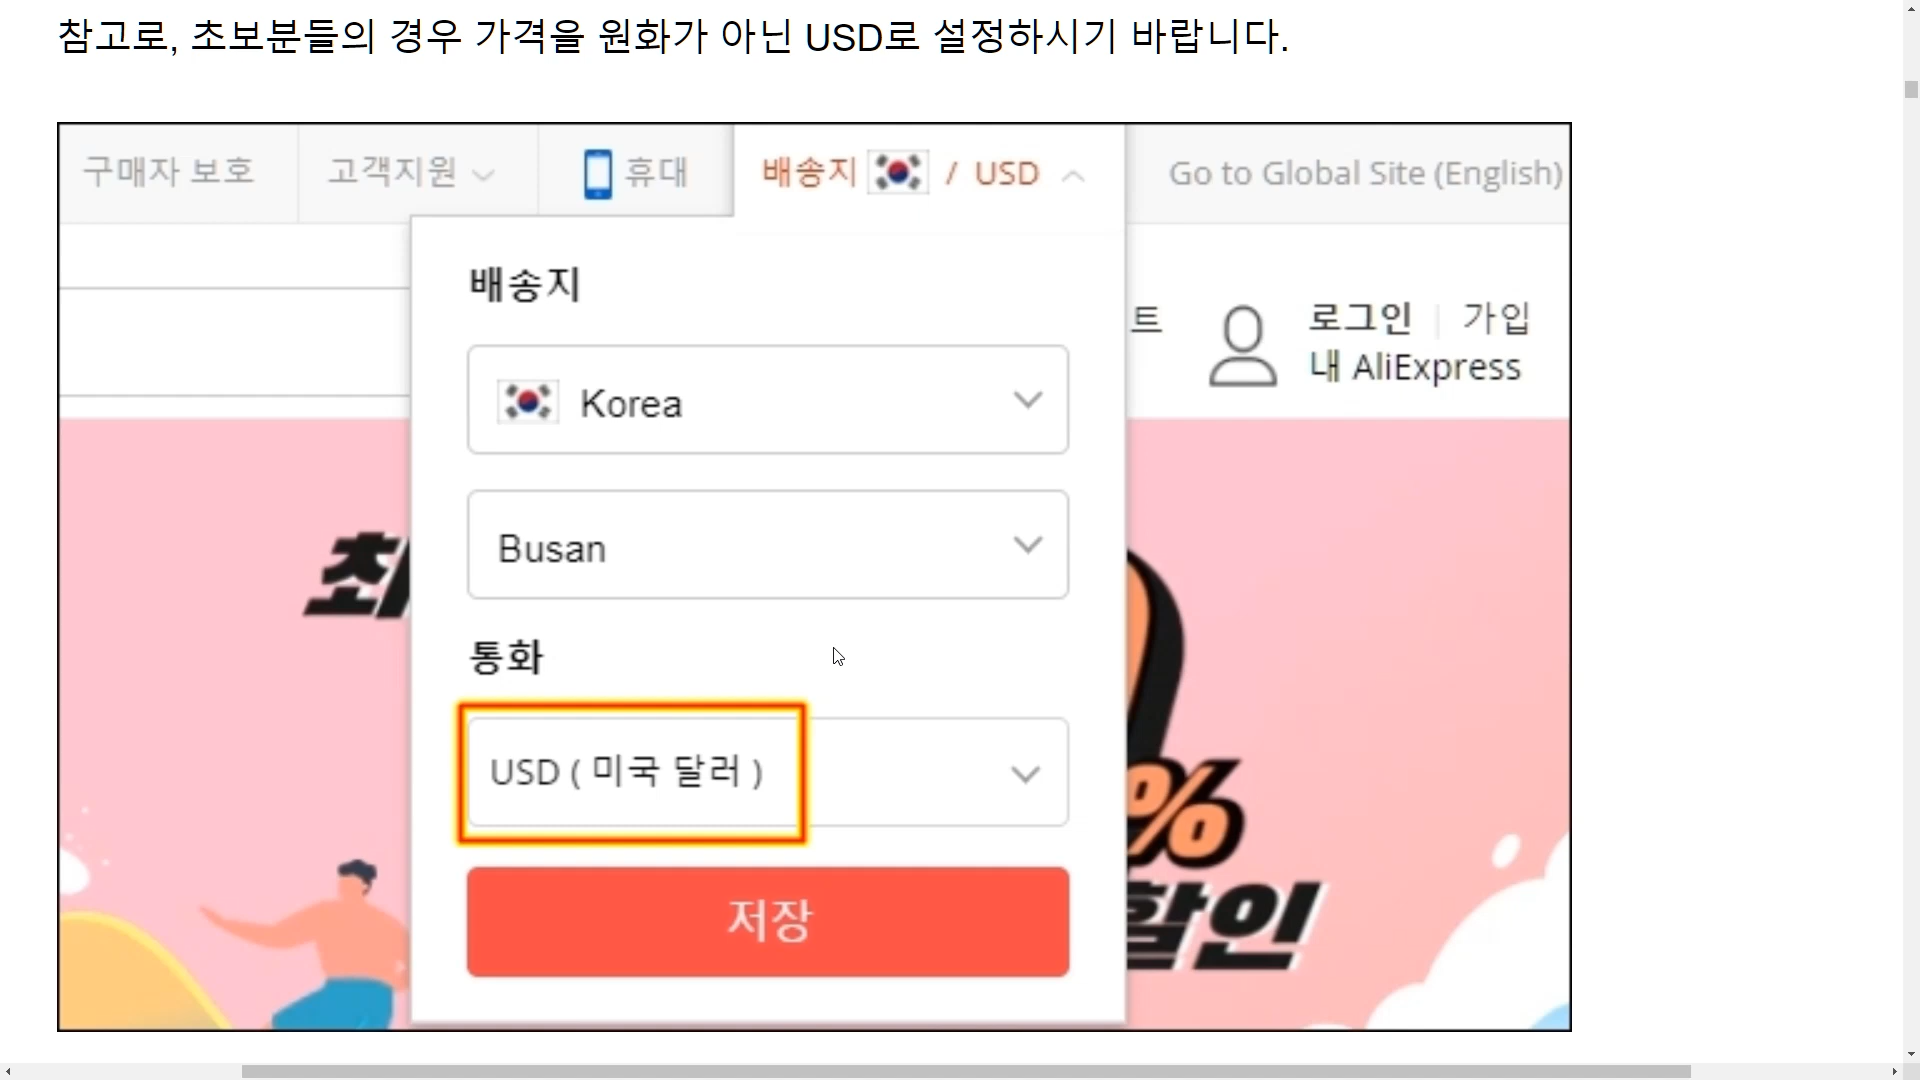 참고로, 초보분들의 경우 가격을 원화가 아닌 USD로 설정하시기 바랍니다.
구매자 보호
고객지원
휴대
배송지 / USD
Go to Global Site (English)
배송지
트
로그인 | 가입
내 AliExpress
Korea
Busan
통화
USD ( 미국 달러 )
%
할인
저장